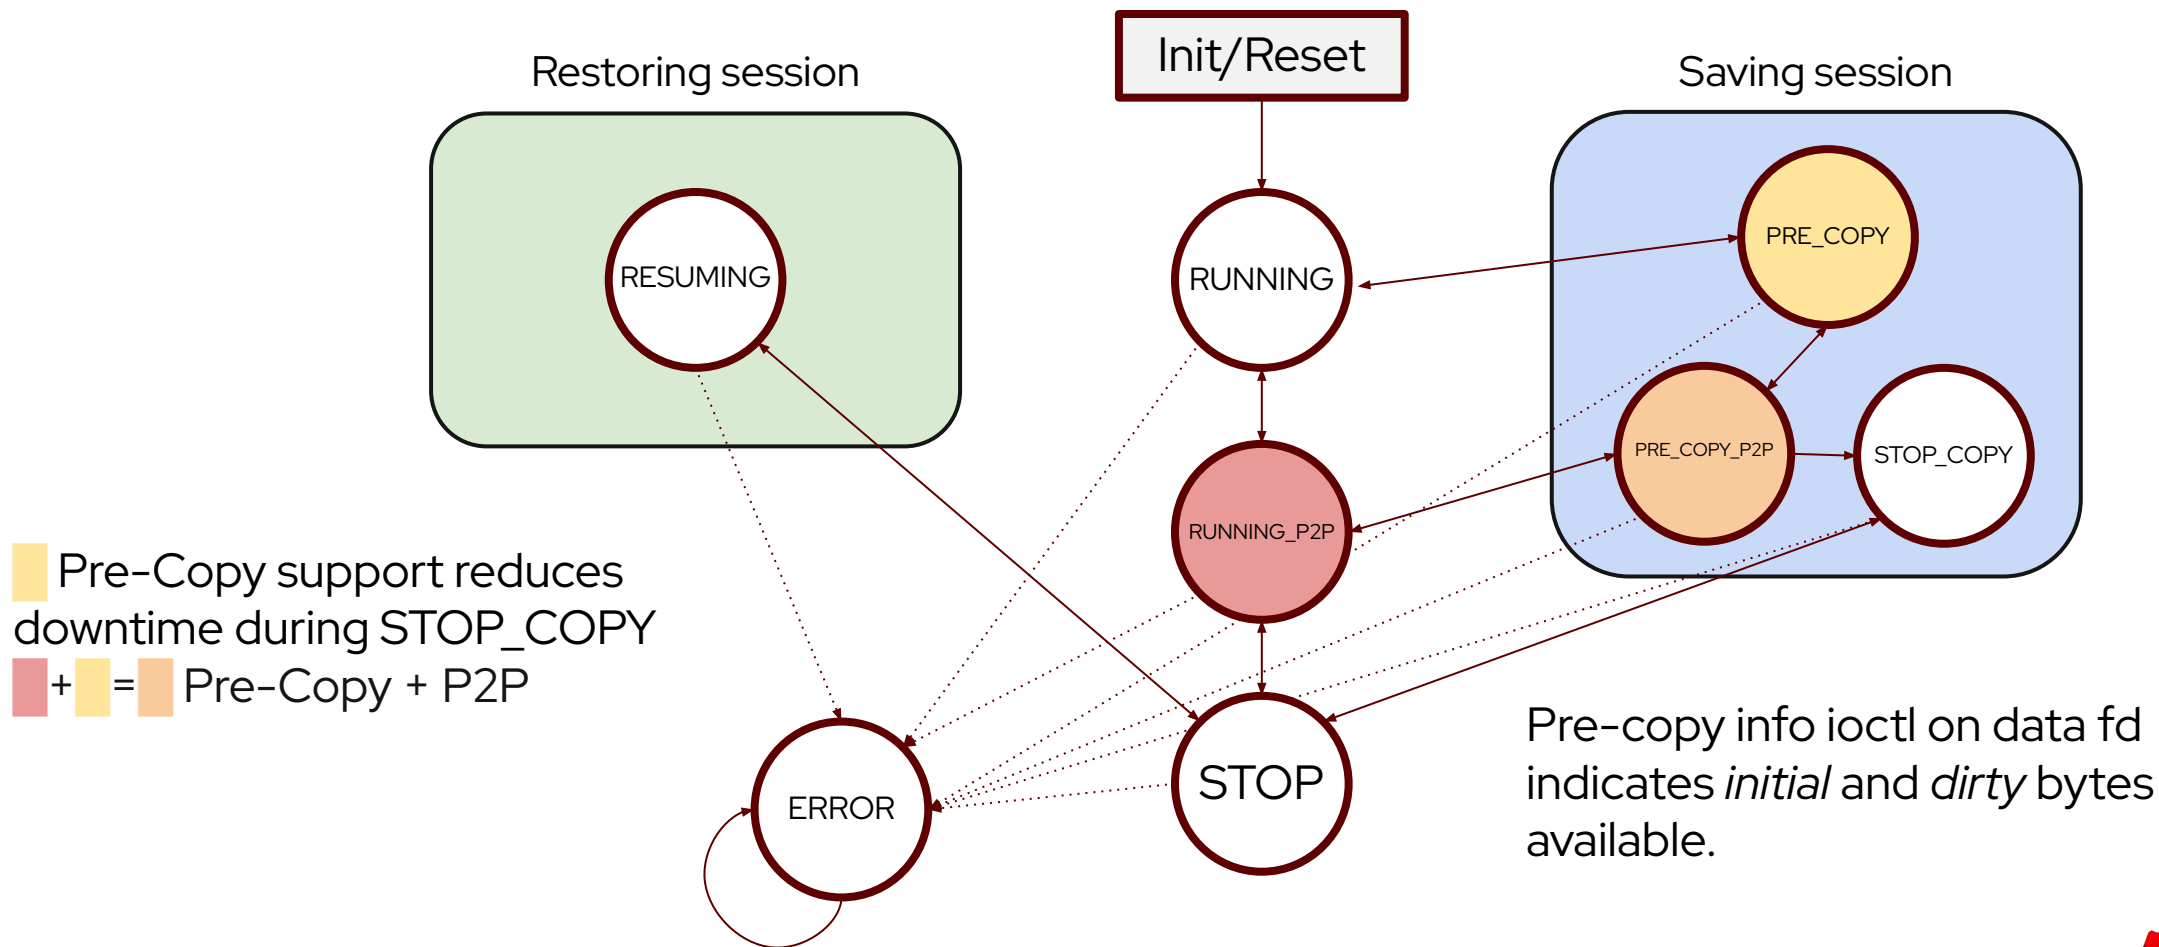 Init/Reset
Restoring session
Saving session
PRE_COPY
RESUMING
RUNNING
PRE_COPY_P2P
STOP_COPY
RUNNING_P2P
Pre-Copy support reduces
downtime during STOP_COPY
+ = Pre-Copy + P2P
STOP
ERROR
Pre-copy info ioctl on data fd
indicates initial and dirty bytes
available.